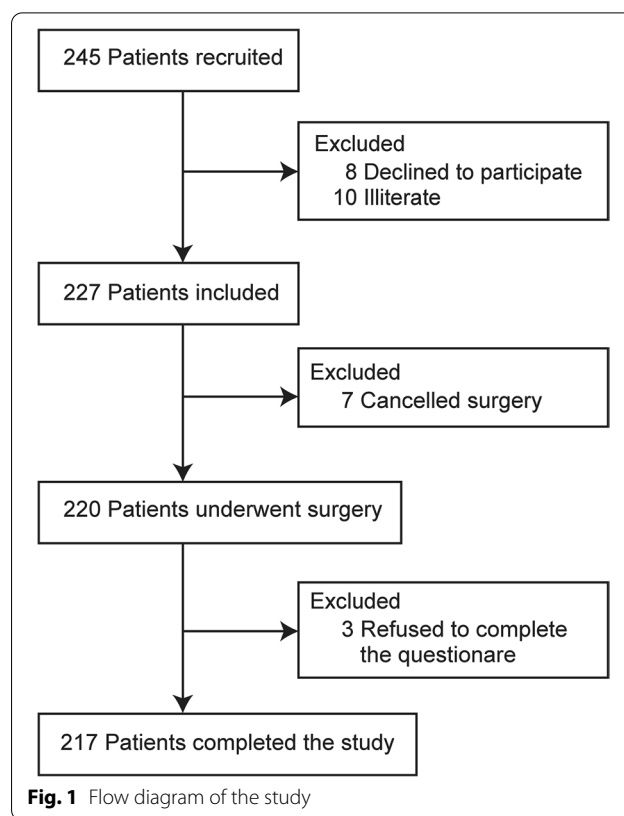 245 Patients recruited
Excluded
8 Declined to participate
10 Illiterate
227 Patients included
Excluded
7 Cancelled surgery
220 Patients underwent surgery
Excluded
3 Refused to complete
the questionare
217 Patients completed the study
Fig. 1 Flow diagram of the study